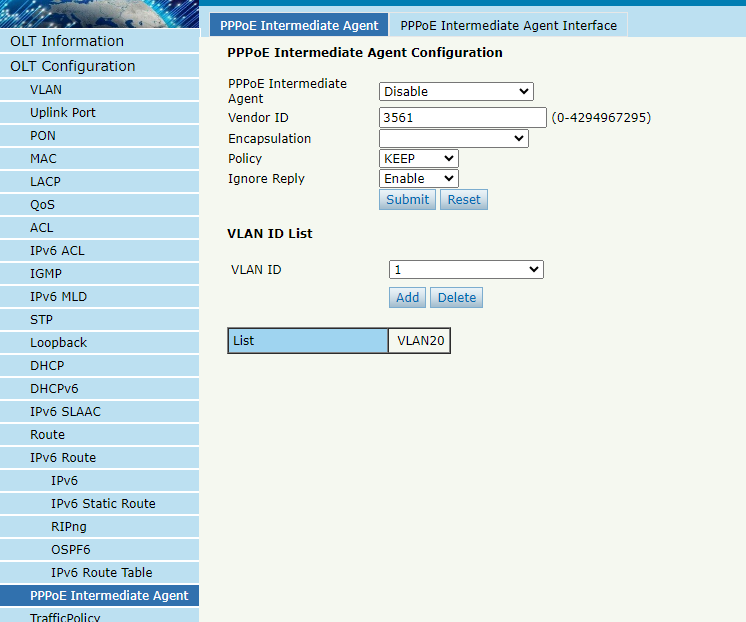 OLT Information
OLT Configuration
VLAN
Uplink Port
PON
MAC
LACP
QoS
ACL
IPv6 ACL
IGMP
IPv6 MLD
STP
Loopback
DHCP
DHCPv6
IPv6 SLAAC
Route
IPv6 Route
IPv6
IPv6 Static Route
RIPng
OSPF6
IPv6 Route Table
PPPoE Intermediate Agent
TrafficPolicy
PPPoE Intermediate Agent PPPoE Intermediate Agent Interface
PPPoE Intermediate Agent Configuration
PPPoE Intermediate
Agent Disable
Vendor ID 3561 (0-4294967295)
Encapsulation
Policy KEEP
Ignore Reply Enable
Submit Reset
VLAN ID List
VLAN ID 1
Add Delete
List VLAN20